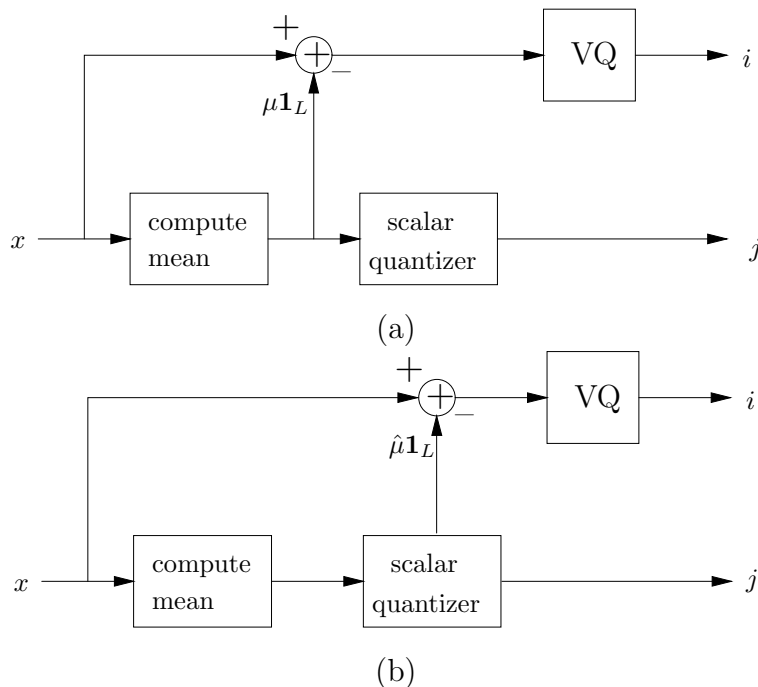 +
+
−
VQ
i
μ1_L
x
compute
mean
scalar
quantizer
j
(a)
+
+
−
VQ
i
μ̂1_L
x
compute
mean
scalar
quantizer
j
(b)